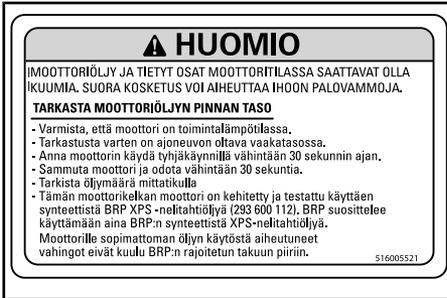 HUOMIO
MOOTTORIÖLJY JA TIETYT OSAT MOOTTORITILASSA SAATTAVAT OLLA
KUUMIA. SUORA KOSKETUS VOI AIHEUTTAA IHOON PALOVAMMOJA.
TARKASTA MOOTTORIÖLJYN PINNAN TASO
- Varmista, että moottori on toimintalämpötilassa.
- Tarkastusta varten on ajoneuvon oltava vaakatasossa.
- Anna moottorin käydä tyhjäkäynnillä vähintään 30 sekunnin ajan.
- Sammuta moottori ja odota vähintään 30 sekuntia.
- Tarkista öljymäärä mittatikulla
- Tämän moottorikelkan moottori on kehitetty ja testattu käyttäen
synteettistä BRP XPS -nelitahtiöljyä (293 600 112). BRP suosittelee
käyttämään aina BRP:n synteettistä XPS-nelitahtiöljyä.
Moottorille sopimattoman öljyn käytöstä aiheutuneet
vahingot eivät kuulu BRP:n rajoitetun takuun piiriin.
516005521